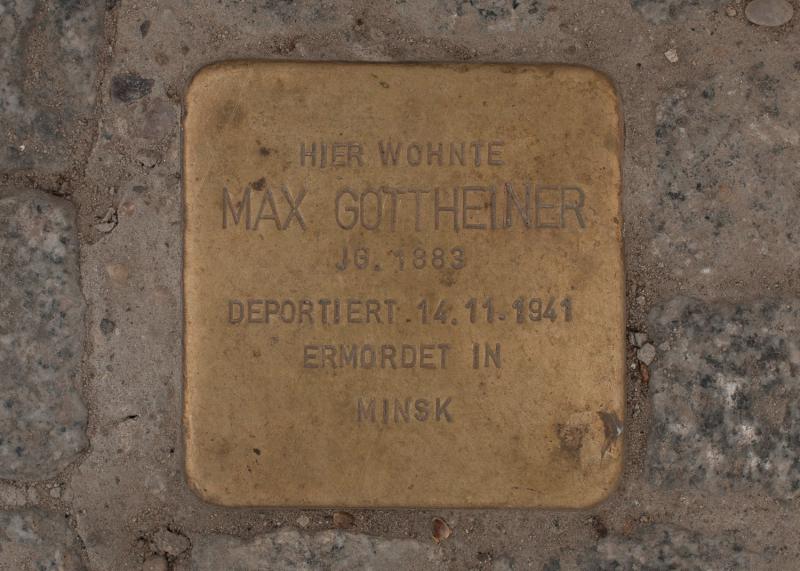 HIER WOHNTE
MAX GOTTHEINER
JG. 1883
DEPORTIERT 14.11.1941
ERMORDET IN
MINSK